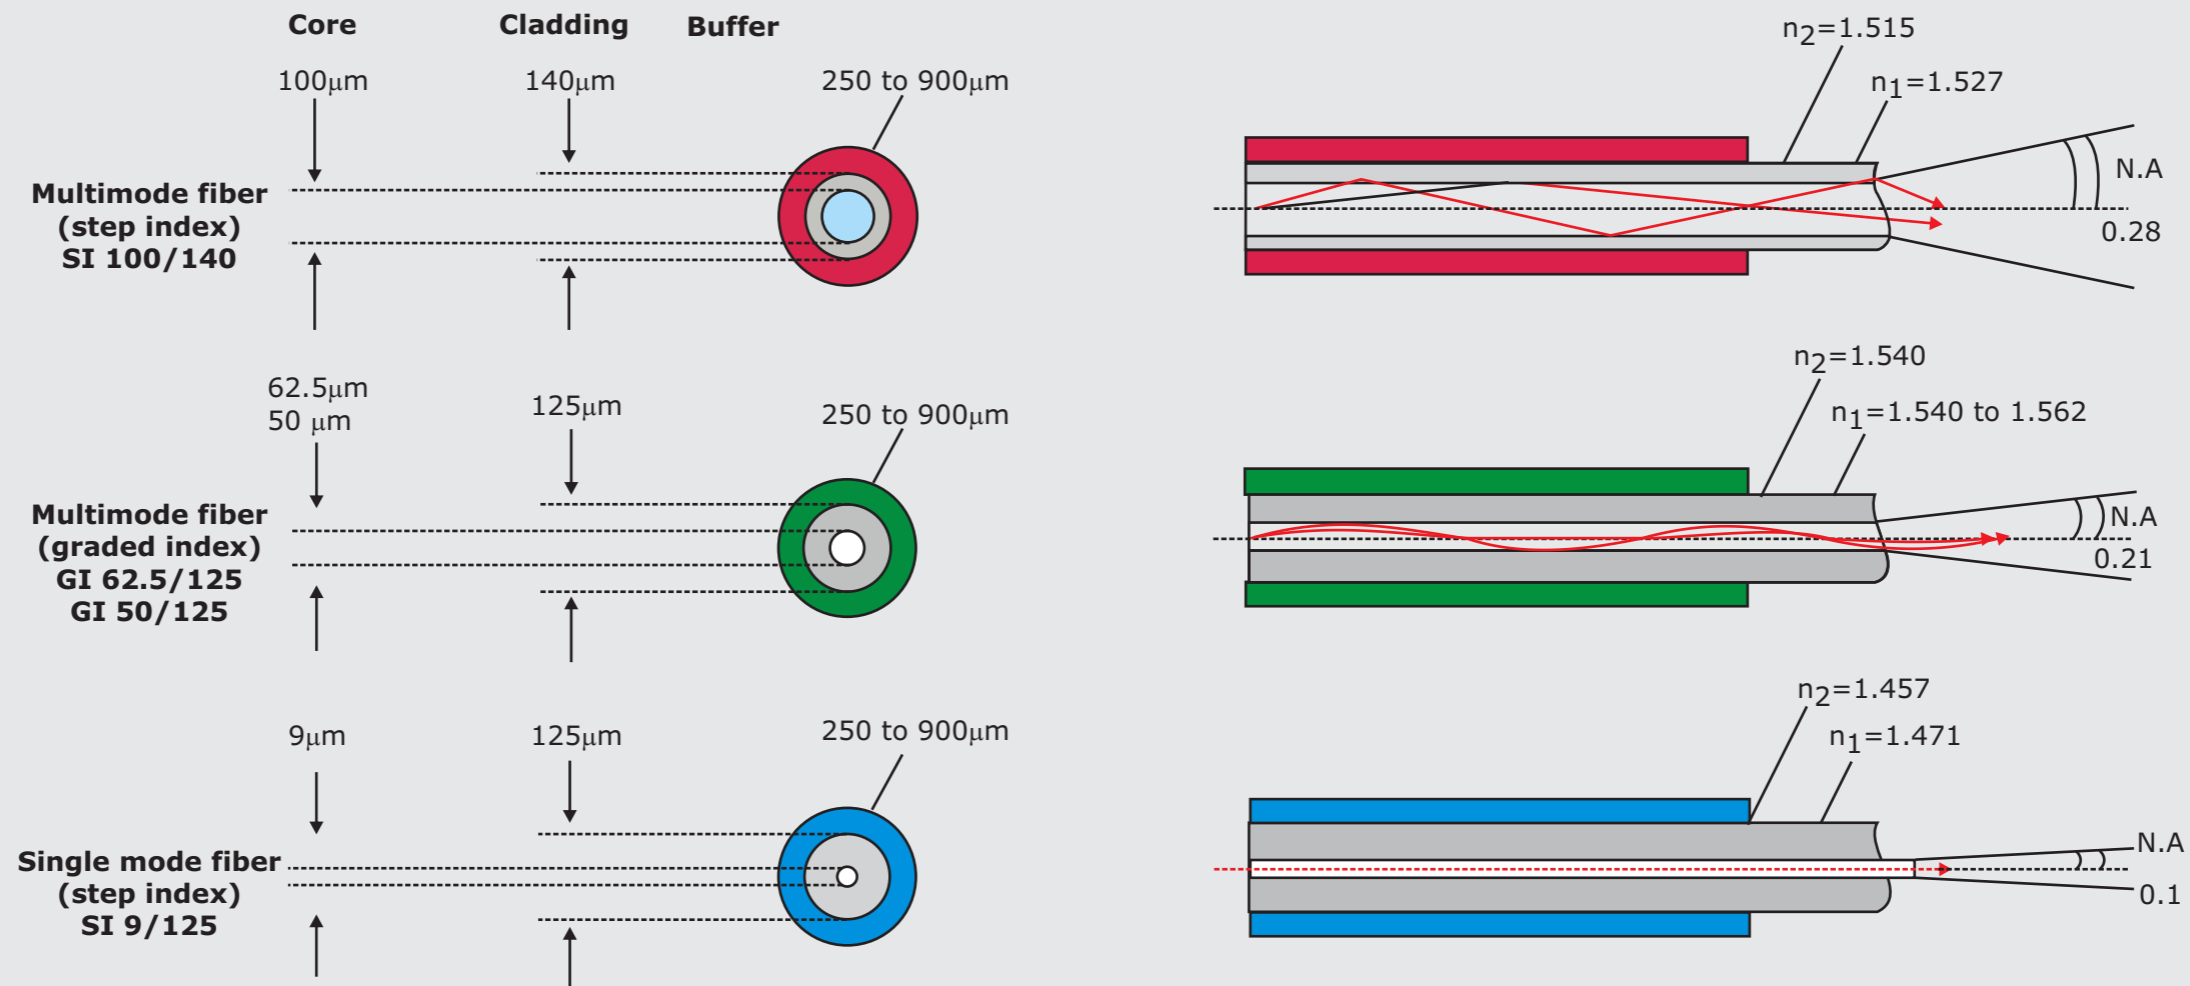 Core
Cladding
Buffer
100μm
140μm
250 to 900μm
Multimode fiber
(step index)
SI 100/140
n2=1.515
n1=1.527
N.A
0.28
62.5μm
50 μm
125μm
250 to 900μm
Multimode fiber
(graded index)
GI 62.5/125
GI 50/125
n2=1.540
n1=1.540 to 1.562
N.A
0.21
9μm
125μm
250 to 900μm
Single mode fiber
(step index)
SI 9/125
n2=1.457
n1=1.471
N.A
0.1